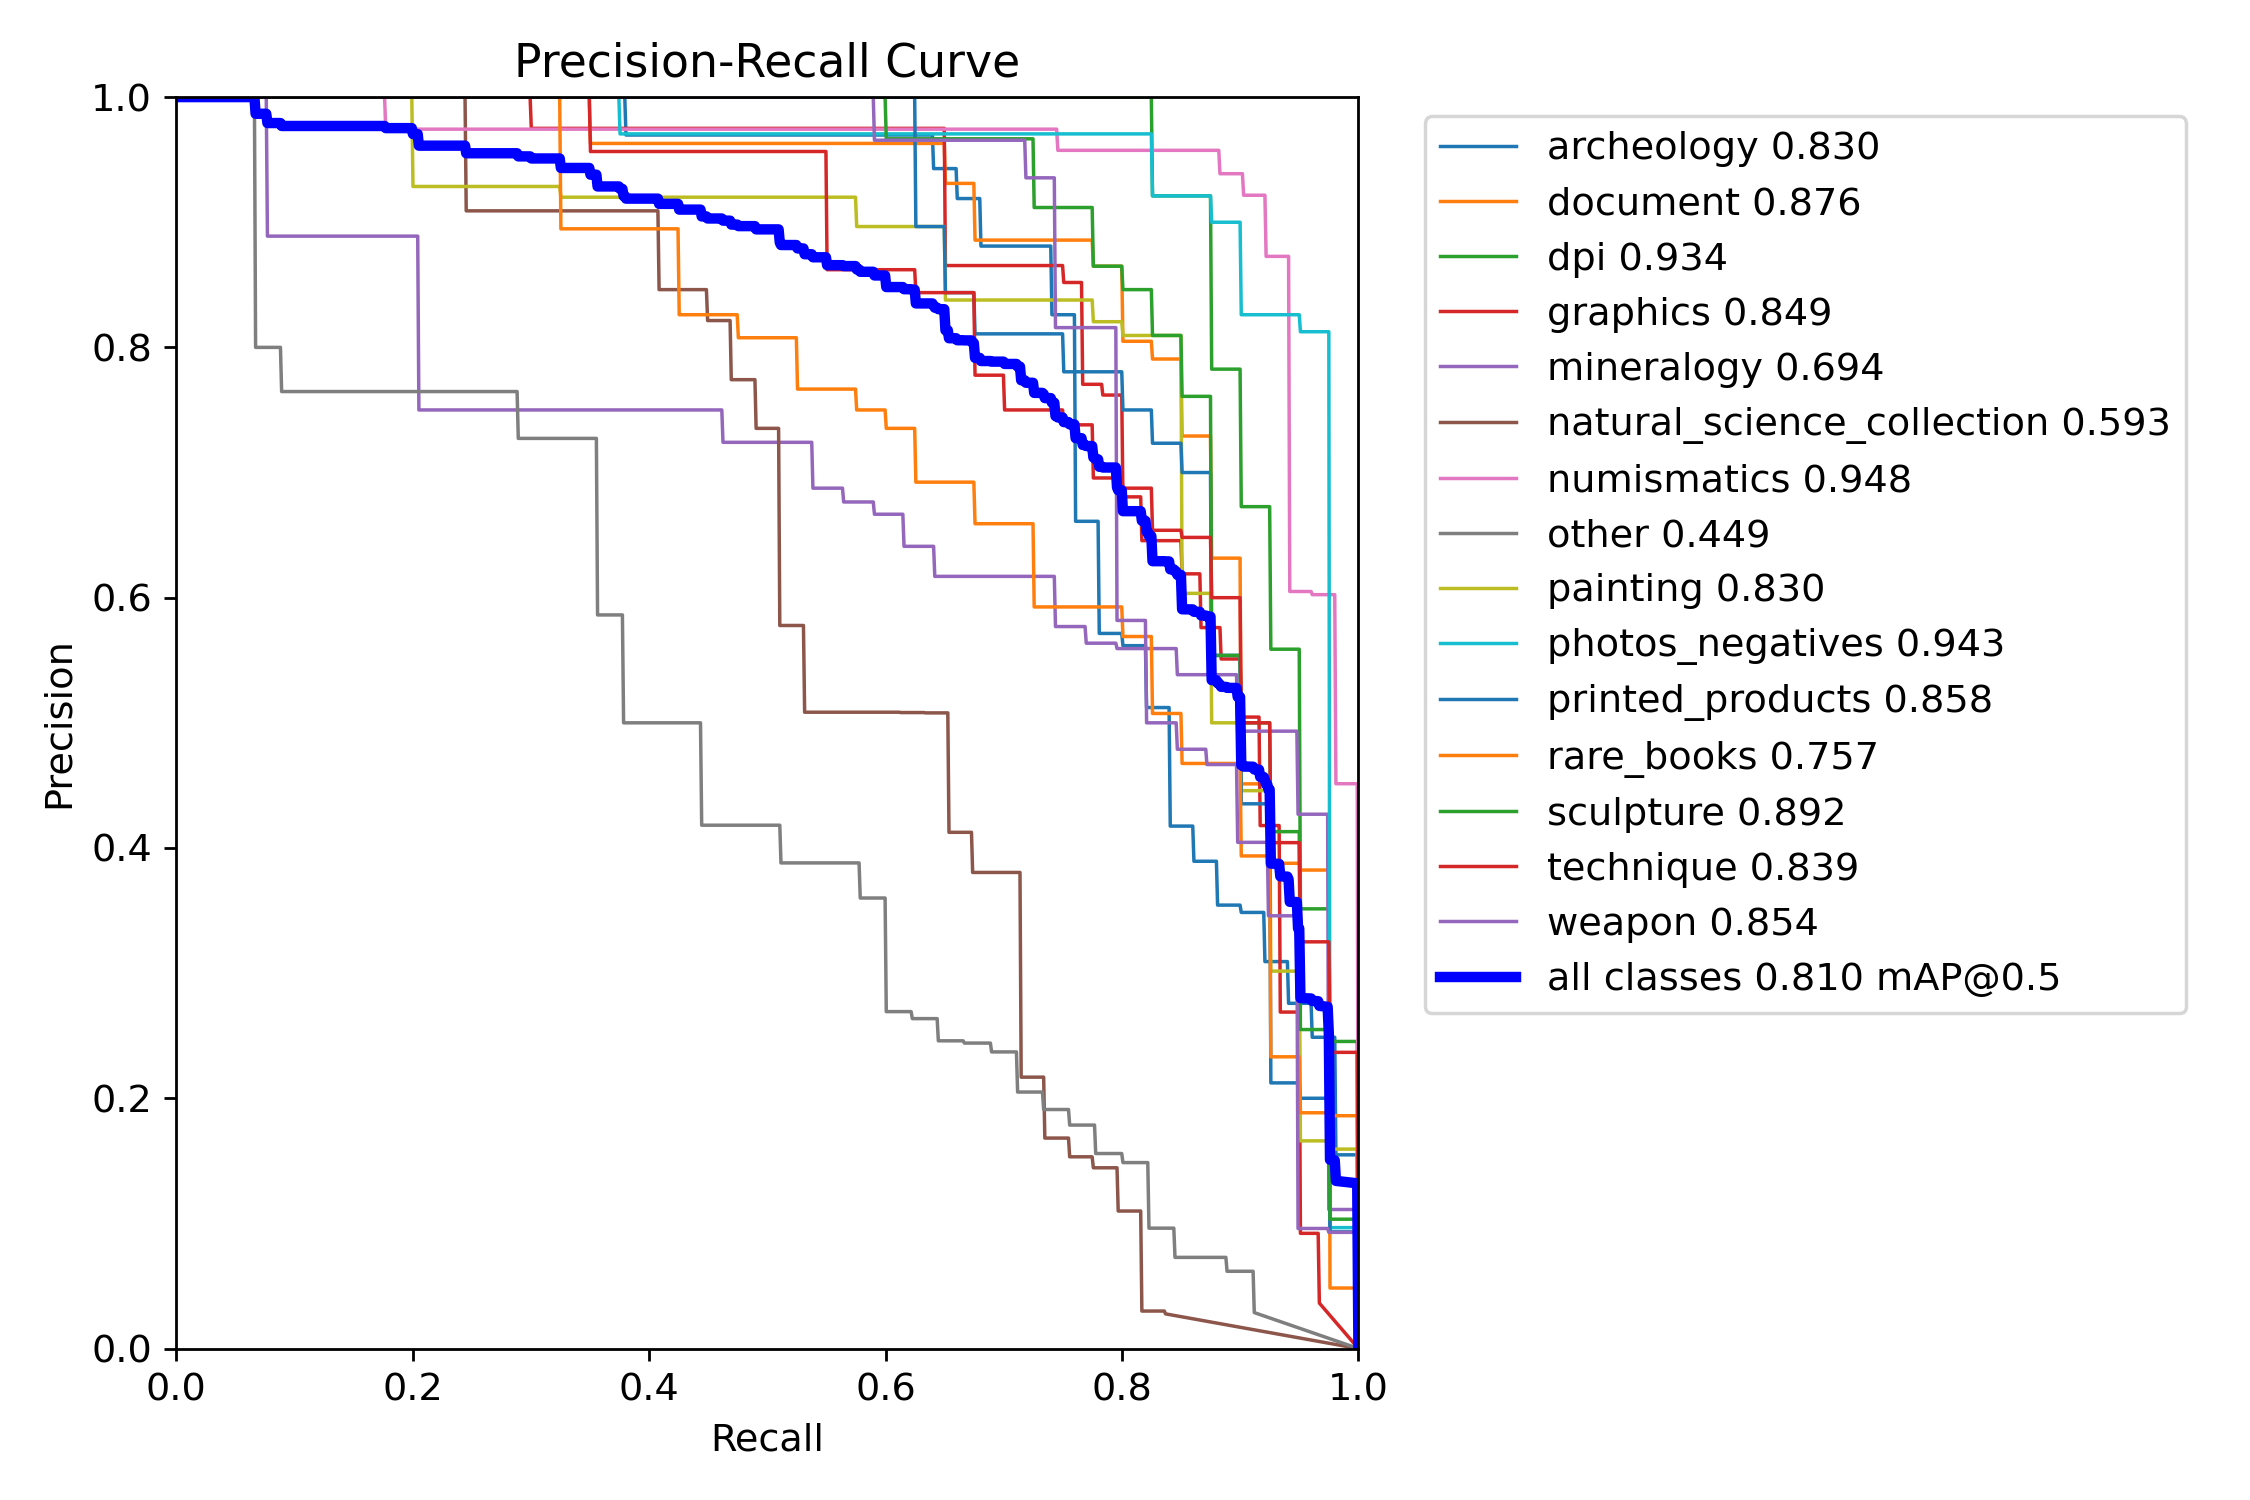 Precision-Recall Curve
1.0
0.8
0.6
0.4
0.2
0.0
Precision
0.0 0.2 0.4 0.6 0.8 1.0
Recall
archeology 0.830
document 0.876
dpi 0.934
graphics 0.849
mineralogy 0.694
natural_science_collection 0.593
numismatics 0.948
other 0.449
painting 0.830
photos_negatives 0.943
printed_products 0.858
rare_books 0.757
sculpture 0.892
technique 0.839
weapon 0.854
all classes 0.810 mAP@0.5